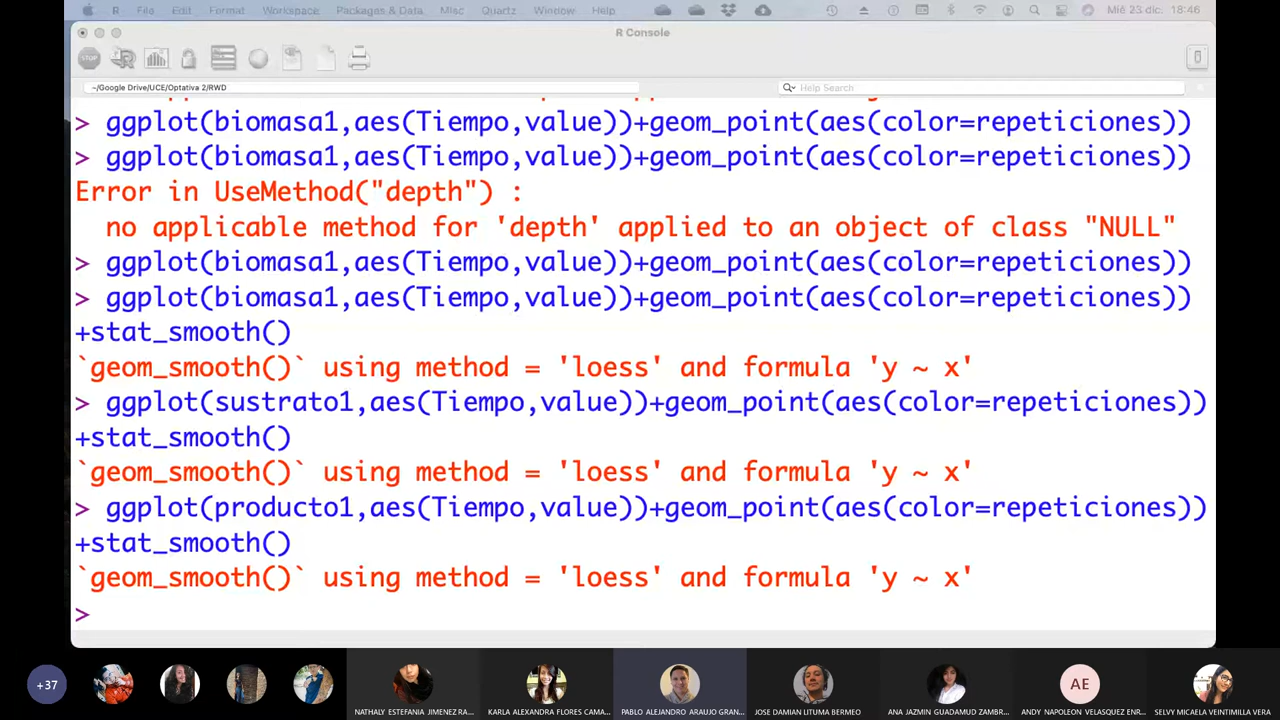 R File Edit Format Workspace Packages & Data Misc Quartz Window Help Mié 23 dic. 18:46
R Console
STOP
~/Google Drive/UCE/Optativa 2/RWD
Help Search
> ggplot(biomasa1,aes(Tiempo,value))+geom_point(aes(color=repeticiones))
> ggplot(biomasa1,aes(Tiempo,value))+geom_point(aes(color=repeticiones))
Error in UseMethod("depth") :
no applicable method for 'depth' applied to an object of class "NULL"
> ggplot(biomasa1,aes(Tiempo,value))+geom_point(aes(color=repeticiones))
> ggplot(biomasa1,aes(Tiempo,value))+geom_point(aes(color=repeticiones))
+stat_smooth()
`geom_smooth()` using method = 'loess' and formula 'y ~ x'
> ggplot(sustrato1,aes(Tiempo,value))+geom_point(aes(color=repeticiones))
+stat_smooth()
`geom_smooth()` using method = 'loess' and formula 'y ~ x'
> ggplot(producto1,aes(Tiempo,value))+geom_point(aes(color=repeticiones))
+stat_smooth()
`geom_smooth()` using method = 'loess' and formula 'y ~ x'
>
+37
AE
NATHALY ESTEFANIA JIMENEZ RA...
KARLA ALEXANDRA FLORES CAMA...
PABLO ALEJANDRO ARAUJO GRAN...
JOSE DAMIAN LITUMA BERMEO
ANA JAZMIN GUADAMUD ZAMBR...
ANDY NAPOLEON VELASQUEZ ENR...
SELVY MICAELA VEINTIMILLA VERA